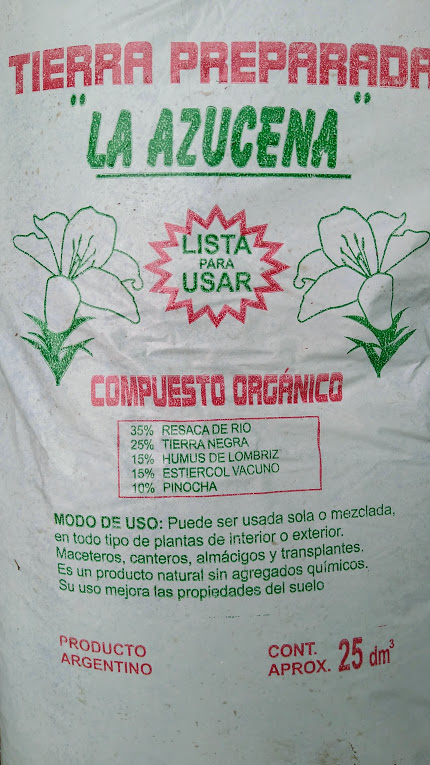 TIERRA PREPARADA
"LA AZUCENA"
LISTA
PARA
USAR
COMPUESTO ORGÁNICO
35% RESACA DE RIO
25% TIERRA NEGRA
15% HUMUS DE LOMBRIZ
15% ESTIERCOL VACUNO
10% PINOCHA
MODO DE USO: Puede ser usada sola o mezclada,
en todo tipo de plantas de interior o exterior.
Maceteros, canteros, almácigos y transplantes.
Es un producto natural sin agregados químicos.
Su uso mejora las propiedades del suelo
PRODUCTO
ARGENTINO
CONT.
APROX. 25 dm³